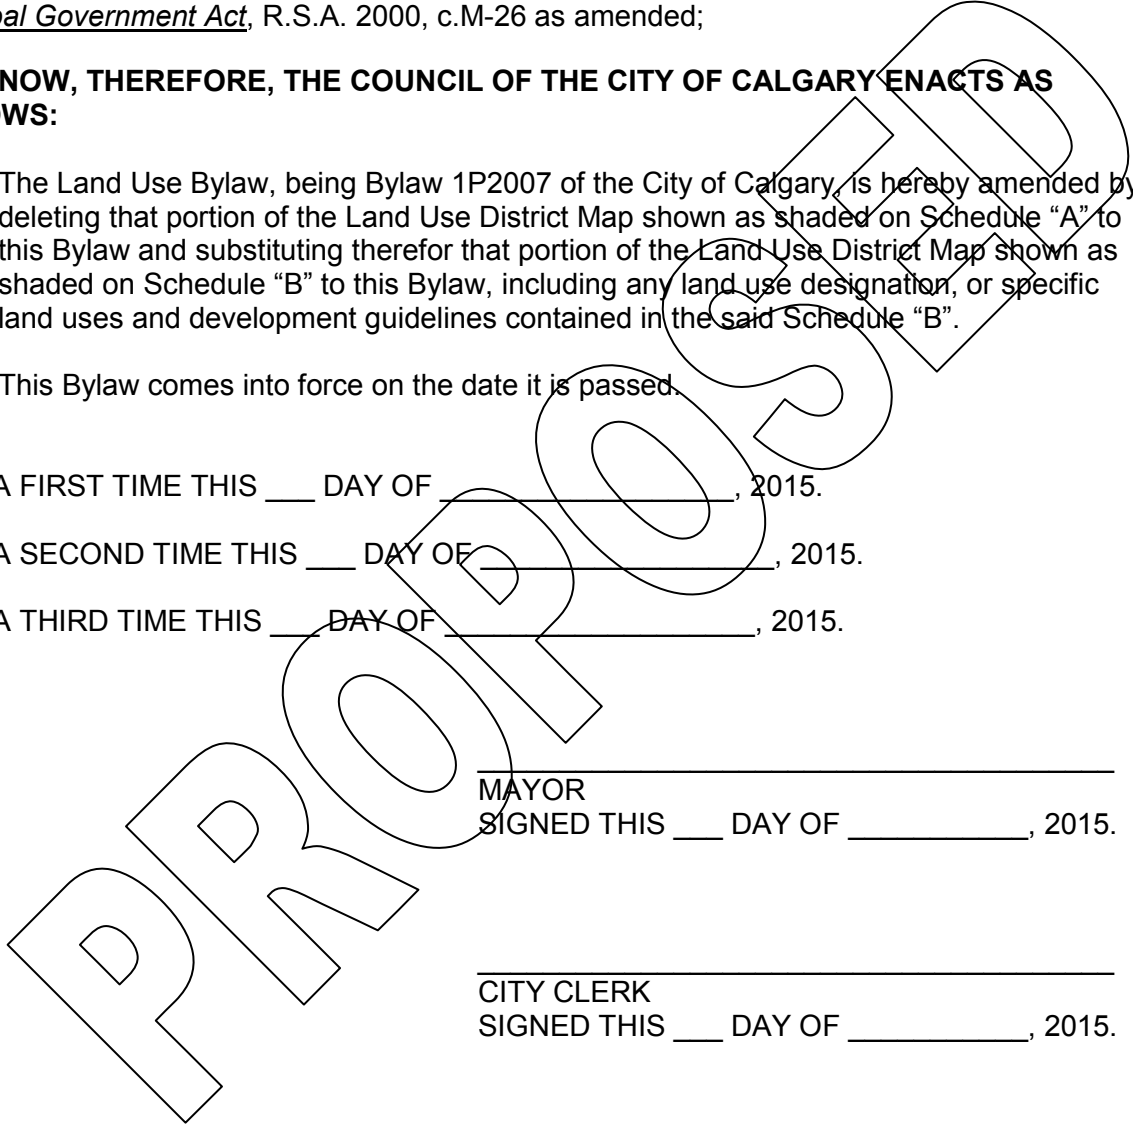 pal Government Act, R.S.A. 2000, c.M-26 as amended;
NOW, THEREFORE, THE COUNCIL OF THE CITY OF CALGARY ENACTS AS
OWS:
The Land Use Bylaw, being Bylaw 1P2007 of the City of Calgary, is hereby amended by
deleting that portion of the Land Use District Map shown as shaded on Schedule “A” to
this Bylaw and substituting therefor that portion of the Land Use District Map shown as
shaded on Schedule “B” to this Bylaw, including any land use designation, or specific
land uses and development guidelines contained in the said Schedule “B”.
This Bylaw comes into force on the date it is passed.
A FIRST TIME THIS ___ DAY OF __________________, 2015.
A SECOND TIME THIS ___ DAY OF __________________, 2015.
A THIRD TIME THIS ___ DAY OF ___________________, 2015.
MAYOR
SIGNED THIS ___ DAY OF ___________, 2015.
CITY CLERK
SIGNED THIS ___ DAY OF ___________, 2015.
PROPOSED